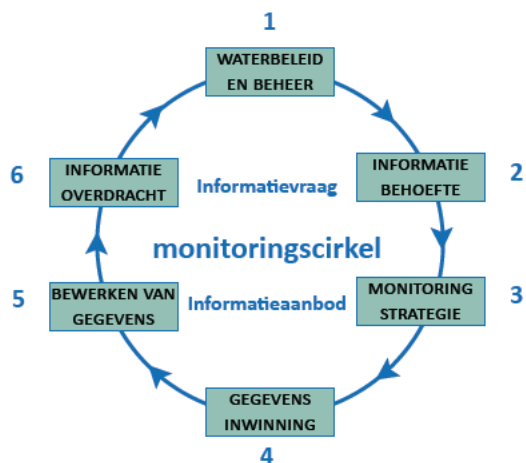 1
WATERBELEID
EN BEHEER
2
INFORMATIE
BEHOEFTE
3
MONITORING
STRATEGIE
4
GEGEVENS
INWINNING
5
BEWERKEN VAN
GEGEVENS
6
INFORMATIE
OVERDRACHT
Informatievraag
monitoringscirkel
Informatieaanbod